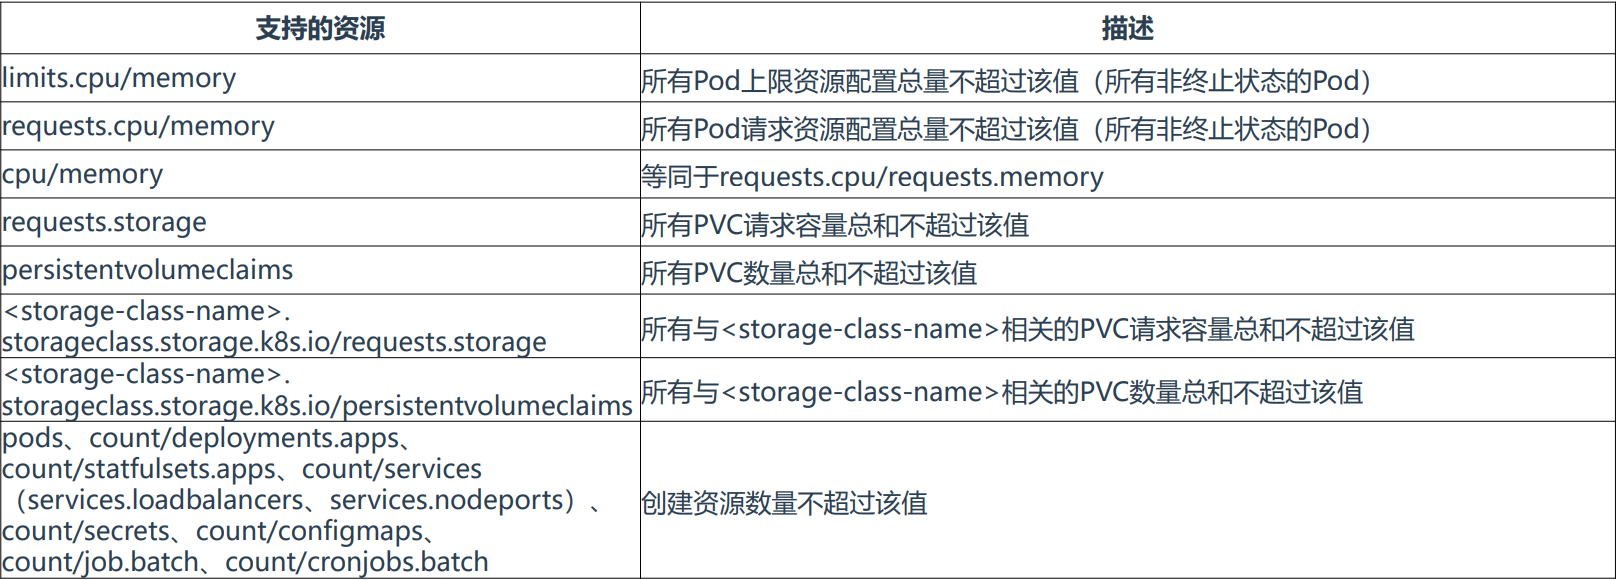 支持的资源
描述
limits.cpu/memory
所有Pod上限资源配置总量不超过该值（所有非终止状态的Pod）
requests.cpu/memory
所有Pod请求资源配置总量不超过该值（所有非终止状态的Pod）
cpu/memory
等同于requests.cpu/requests.memory
requests.storage
所有PVC请求容量总和不超过该值
persistentvolumeclaims
所有PVC数量总和不超过该值
<storage-class-name>.
storageclass.storage.k8s.io/requests.storage
所有与<storage-class-name>相关的PVC请求容量总和不超过该值
<storage-class-name>.
storageclass.storage.k8s.io/persistentvolumeclaims
所有与<storage-class-name>相关的PVC数量总和不超过该值
pods、count/deployments.apps、
count/statfulsets.apps、count/services
（services.loadbalancers、services.nodeports）、
count/secrets、count/configmaps、
count/job.batch、count/cronjobs.batch
创建资源数量不超过该值